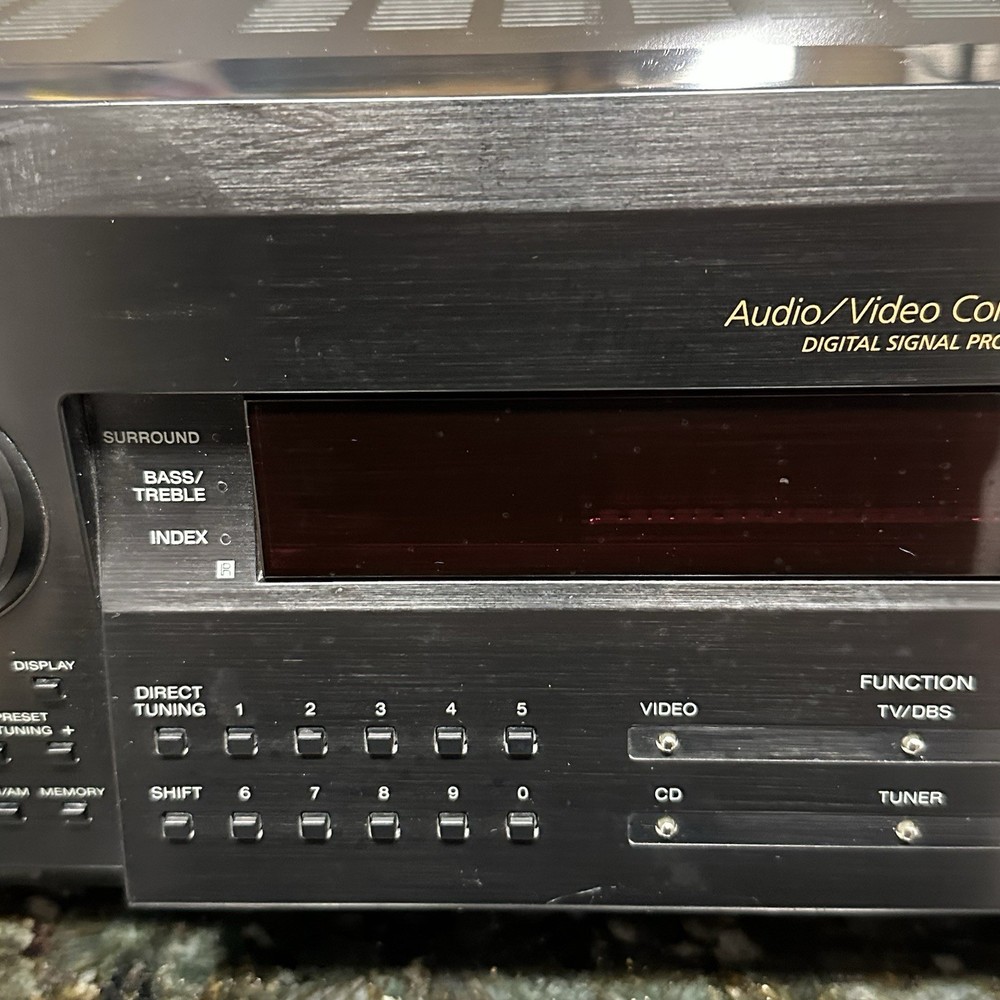 Audio/Video Co
DIGITAL SIGNAL PRO
SURROUND
BASS/
TREBLE
INDEX
DISPLAY
PRESET
TUNING +
/AM MEMORY
DIRECT
TUNING 1 2 3 4 5
SHIFT 6 7 8 9 0
FUNCTION
VIDEO TV/DBS
CD TUNER